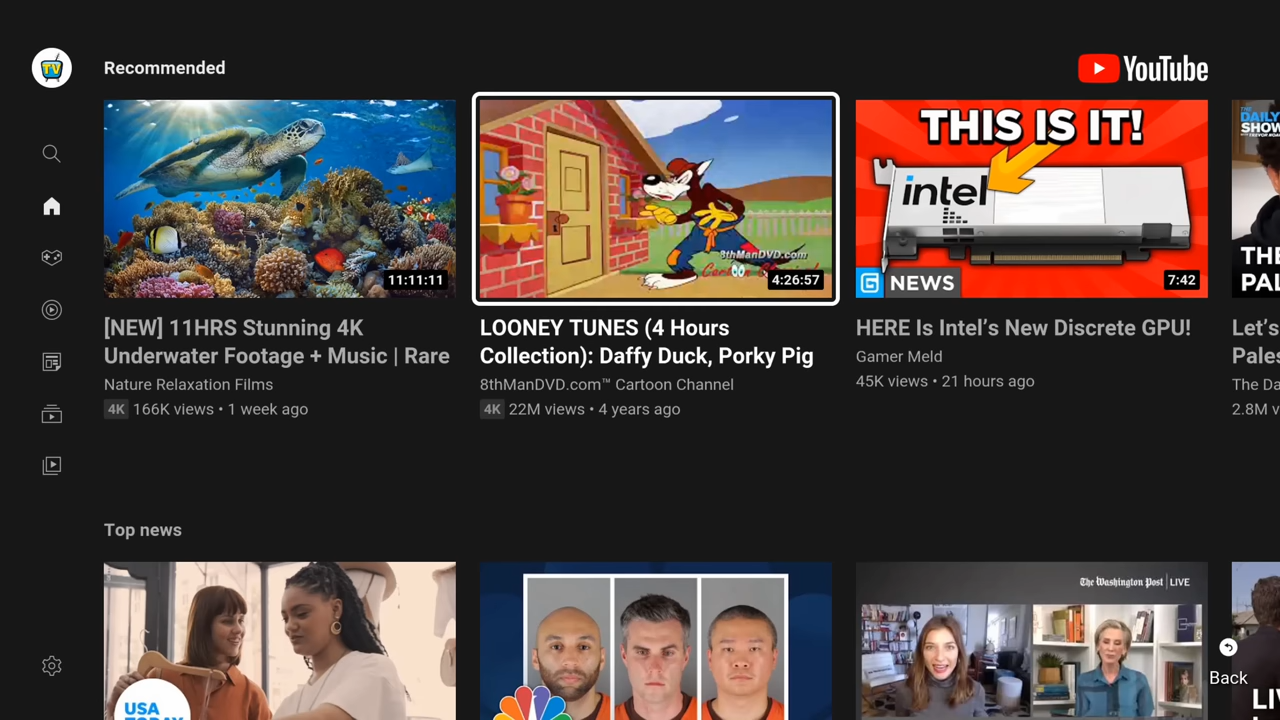 TV
Recommended
YouTube
11:11:11
8thManDVD.com
4:26:57
THIS IS IT!
intel
G NEWS
7:42
THE DAILY
SHOW
THE
PAL
[NEW] 11HRS Stunning 4K
Underwater Footage + Music | Rare
Nature Relaxation Films
4K 166K views • 1 week ago
LOONEY TUNES (4 Hours
Collection): Daffy Duck, Porky Pig
8thManDVD.com™ Cartoon Channel
4K 22M views • 4 years ago
HERE Is Intel’s New Discrete GPU!
Gamer Meld
45K views • 21 hours ago
Let’s
Pales
The Da
2.8M v
Top news
USA
TODAY
The Washington Post | LIVE
Back
LI